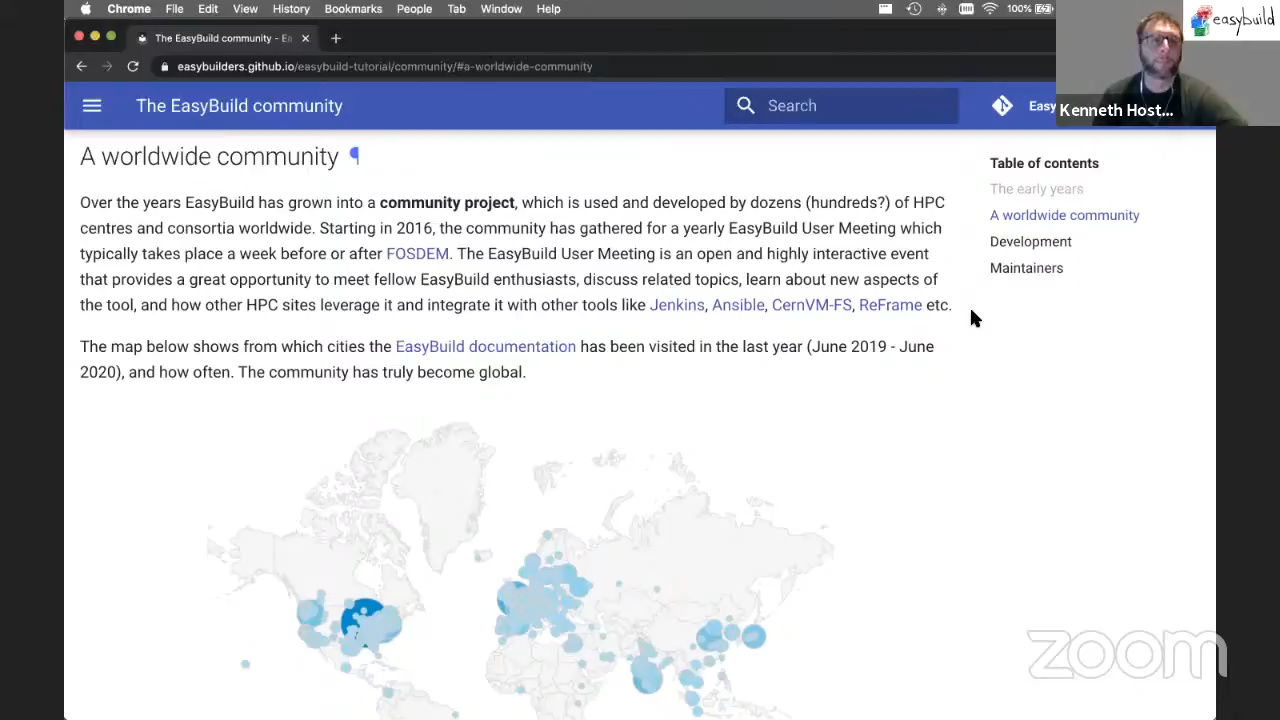 Chrome File Edit View History Bookmarks People Tab Window Help 100%
easybuild
The EasyBuild community - Ea
easybuilders.github.io/easybuild-tutorial/community/#a-worldwide-community
The EasyBuild community
Search
Easy
Kenneth Host...
A worldwide community
Over the years EasyBuild has grown into a community project, which is used and developed by dozens (hundreds?) of HPC
centres and consortia worldwide. Starting in 2016, the community has gathered for a yearly EasyBuild User Meeting which
typically takes place a week before or after FOSDEM. The EasyBuild User Meeting is an open and highly interactive event
that provides a great opportunity to meet fellow EasyBuild enthusiasts, discuss related topics, learn about new aspects of
the tool, and how other HPC sites leverage it and integrate it with other tools like Jenkins, Ansible, CernVM-FS, ReFrame etc.
The map below shows from which cities the EasyBuild documentation has been visited in the last year (June 2019 - June
2020), and how often. The community has truly become global.
Table of contents
The early years
A worldwide community
Development
Maintainers
zoom